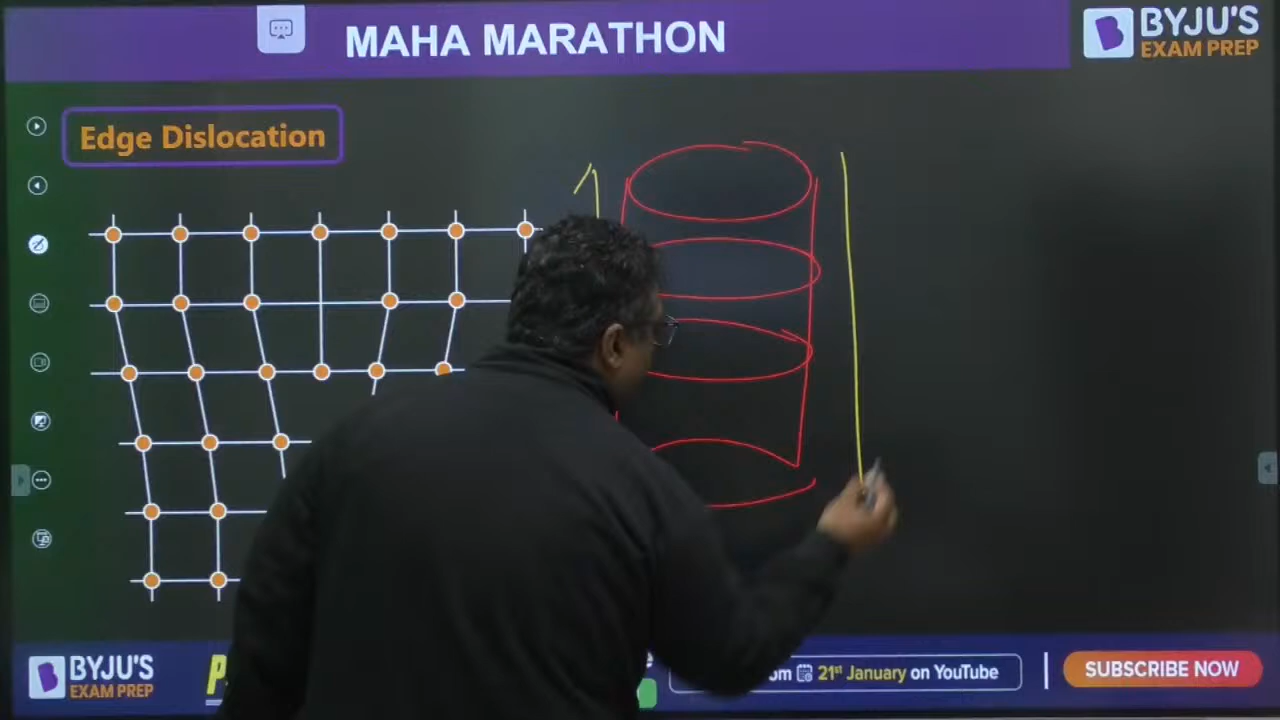 MAHA MARATHON
BYJU'S
EXAM PREP
Edge Dislocation
BYJU'S
EXAM PREP
21st January on YouTube
SUBSCRIBE NOW